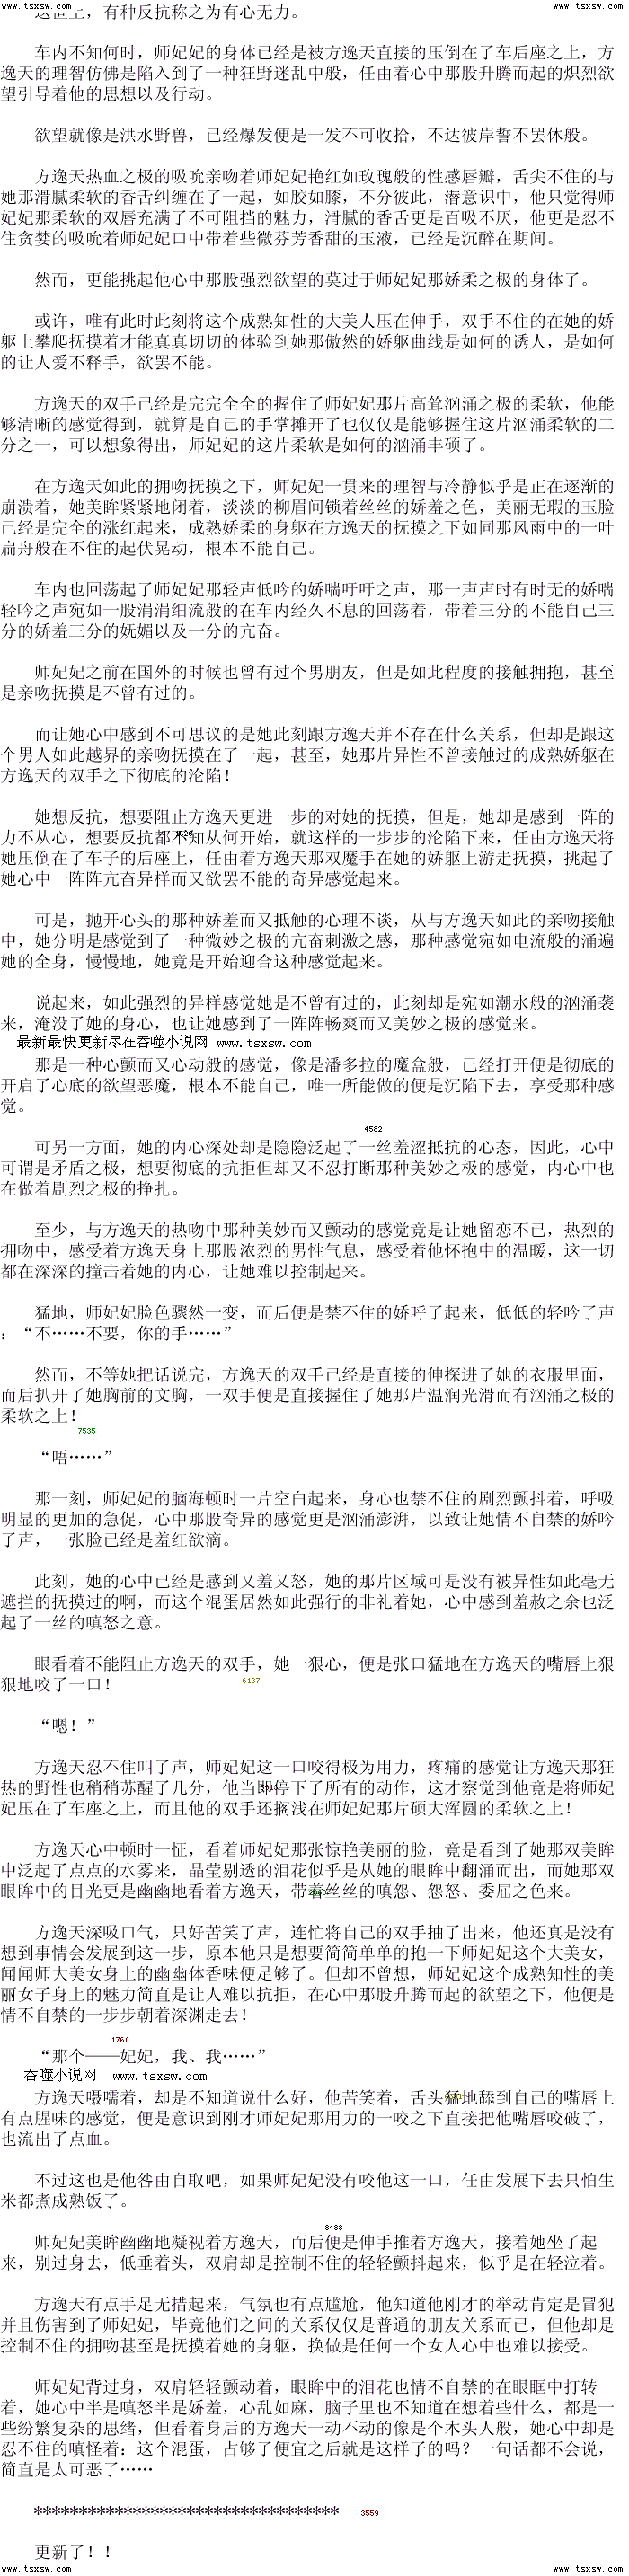 www.tsxsw.com www.tsxsw.com
这世上，有种反抗称之为有心无力。
车内不知何时，师妃妃的身体已经是被方逸天直接的压倒在了车后座之上，方
逸天的理智仿佛是陷入到了一种狂野迷乱中般，任由着心中那股升腾而起的炽烈欲
望引导着他的思想以及行动。
欲望就像是洪水野兽，已经爆发便是一发不可收拾，不达彼岸誓不罢休般。
方逸天热血之极的吸吮亲吻着师妃妃艳红如玫瑰般的性感唇瓣，舌尖不住的与
她那滑腻柔软的香舌纠缠在了一起，如胶如膝，不分彼此，潜意识中，他只觉得师
妃妃那柔软的双唇充满了不可阻挡的魅力，滑腻的香舌更是百吸不厌，他更是忍不
住贪婪的吸吮着师妃妃口中带着些微芬芳香甜的玉液，已经是沉醉在期间。
然而，更能挑起他心中那股强烈欲望的莫过于师妃妃那娇柔之极的身体了。
或许，唯有此时此刻将这个成熟知性的大美人压在伸手，双手不住的在她的娇
躯上攀爬抚摸着才能真真切切的体验到她那傲然的娇躯曲线是如何的诱人，是如何
的让人爱不释手，欲罢不能。
方逸天的双手已经是完完全全的握住了师妃妃那片高耸汹涌之极的柔软，他能
够清晰的感觉得到，就算是自己的手掌摊开了也仅仅是能够握住这片汹涌柔软的二
分之一，可以想象得出，师妃妃的这片柔软是如何的汹涌丰硕了。
在方逸天如此的拥吻抚摸之下，师妃妃一贯来的理智与冷静似乎是正在逐渐的
崩溃着，她美眸紧紧地闭着，淡淡的柳眉间锁着丝丝的娇羞之色，美丽无瑕的玉脸
已经是完全的涨红起来，成熟娇柔的身躯在方逸天的抚摸之下如同那风雨中的一叶
扁舟般在不住的起伏晃动，根本不能自己。
车内也回荡起了师妃妃那轻声低吟的娇喘吁吁之声，那一声声时有时无的娇喘
轻吟之声宛如一股涓涓细流般的在车内经久不息的回荡着，带着三分的不能自己三
分的娇羞三分的妩媚以及一分的亢奋。
师妃妃之前在国外的时候也曾有过个男朋友，但是如此程度的接触拥抱，甚至
是亲吻抚摸是不曾有过的。
而让她心中感到不可思议的是她此刻跟方逸天并不存在什么关系，但却是跟这
个男人如此越界的亲吻抚摸在了一起，甚至，她那片异性不曾接触过的成熟娇躯在
方逸天的双手之下彻底的沦陷！
她想反抗，想要阻止方逸天更进一步的对她的抚摸，但是，她却是感到一阵的
力不从心，想要反抗都不知从何开始，就这样的一步步的沦陷下来，任由方逸天将
她压倒在了车子的后座上，任由着方逸天那双魔手在她的娇躯上游走抚摸，挑起了
她心中一阵阵亢奋异样而又欲罢不能的奇异感觉起来。
可是，抛开心头的那种娇羞而又抵触的心理不谈，从与方逸天如此的亲吻接触
中，她分明是感觉到了一种微妙之极的亢奋刺激之感，那种感觉宛如电流般的涌遍
她的全身，慢慢地，她竟是开始迎合这种感觉起来。
说起来，如此强烈的异样感觉她是不曾有过的，此刻却是宛如潮水般的汹涌袭
来，淹没了她的身心，也让她感到了一阵阵畅爽而又美妙之极的感觉来。
最新最快更新尽在吞噬小说网 www.tsxsw.com
那是一种心颤而又心动般的感觉，像是潘多拉的魔盒般，已经打开便是彻底的
开启了心底的欲望恶魔，根本不能自己，唯一所能做的便是沉陷下去，享受那种感
觉。
4582
可另一方面，她的内心深处却是隐隐泛起了一丝羞涩抵抗的心态，因此，心中
可谓是矛盾之极，想要彻底的抗拒但却又不忍打断那种美妙之极的感觉，内心中也
在做着剧烈之极的挣扎。
至少，与方逸天的热吻中那种美妙而又颤动的感觉竟是让她留恋不已，热烈的
拥吻中，感受着方逸天身上那股浓烈的男性气息，感受着他怀抱中的温暖，这一切
都在深深的撞击着她的内心，让她难以控制起来。
猛地，师妃妃脸色骤然一变，而后便是禁不住的娇呼了起来，低低的轻吟了声
：“不……不要，你的手……”
然而，不等她把话说完，方逸天的双手已经是直接的伸探进了她的衣服里面，
而后扒开了她胸前的文胸，一双手便是直接握住了她那片温润光滑而有汹涌之极的
柔软之上！
7535
“唔……”
那一刻，师妃妃的脑海顿时一片空白起来，身心也禁不住的剧烈颤抖着，呼吸
明显的更加的急促，心中那股奇异的感觉更是汹涌澎湃，以致让她情不自禁的娇吟
了声，一张脸已经是羞红欲滴。
此刻，她的心中已经是感到又羞又怒，她的那片区域可是没有被异性如此毫无
遮拦的抚摸过的啊，而这个混蛋居然如此强行的非礼着她，心中感到羞赦之余也泛
起了一丝的嗔怒之意。
眼看着不能阻止方逸天的双手，她一狠心，便是张口猛地在方逸天的嘴唇上狠
狠地咬了一口！
6137
“嗯！”
方逸天忍不住叫了声，师妃妃这一口咬得极为用力，疼痛的感觉让方逸天那狂
热的野性也稍稍苏醒了几分，他当即停下了所有的动作，这才察觉到他竟是将师妃
妃压在了车座之上，而且他的双手还搁浅在师妃妃那片硕大浑圆的柔软之上！
方逸天心中顿时一怔，看着师妃妃那张惊艳美丽的脸，竟是看到了她那双美眸
中泛起了点点的水雾来，晶莹剔透的泪花似乎是从她的眼眸中翻涌而出，而她那双
眼眸中的目光更是幽幽地看着方逸天，带着丝丝的嗔怨、怨怒、委屈之色来。
方逸天深吸口气，只好苦笑了声，连忙将自己的双手抽了出来，他还真是没有
想到事情会发展到这一步，原本他只是想要简简单单的抱一下师妃妃这个大美女，
闻闻师大美女身上的幽幽体香味便足够了。但却不曾想，师妃妃这个成熟知性的美
丽女子身上的魅力简直是让人难以抗拒，在心中那股升腾而起的欲望之下，他便是
情不自禁的一步步朝着深渊走去！
1760
“那个——妃妃，我、我……”
吞噬小说网 www.tsxsw.com
方逸天嗫嚅着，却是不知道说什么好，他苦笑着，舌头轻地舔到自己的嘴唇上
有点腥味的感觉，便是意识到刚才师妃妃那用力的一咬之下直接把他嘴唇咬破了，
也流出了点血。
不过这也是他咎由自取吧，如果师妃妃没有咬他这一口，任由发展下去只怕生
米都煮成熟饭了。
8488
师妃妃美眸幽幽地凝视着方逸天，而后便是伸手推着方逸天，接着她坐了起
来，别过身去，低垂着头，双肩却是控制不住的轻轻颤抖起来，似乎是在轻泣着。
方逸天有点手足无措起来，气氛也有点尴尬，他知道他刚才的举动肯定是冒犯
并且伤害到了师妃妃，毕竟他们之间的关系仅仅是普通的朋友关系而已，但他却是
控制不住的拥吻甚至是抚摸着她的身躯，换做是任何一个女人心中也难以接受。
师妃妃背过身，双肩轻轻颤动着，眼眸中的泪花也情不自禁的在眼眶中打转
着，她心中半是嗔怒半是娇羞，心乱如麻，脑子里也不知道在想着些什么，都是一
些纷繁复杂的思绪，但看着身后的方逸天一动不动的像是个木头人般，她心中却是
忍不住的嗔怪着：这个混蛋，占够了便宜之后就是这样子的吗？一句话都不会说，
简直是太可恶了……
********************************** 3559
更新了！！
www.tsxsw.com www.tsxsw.com